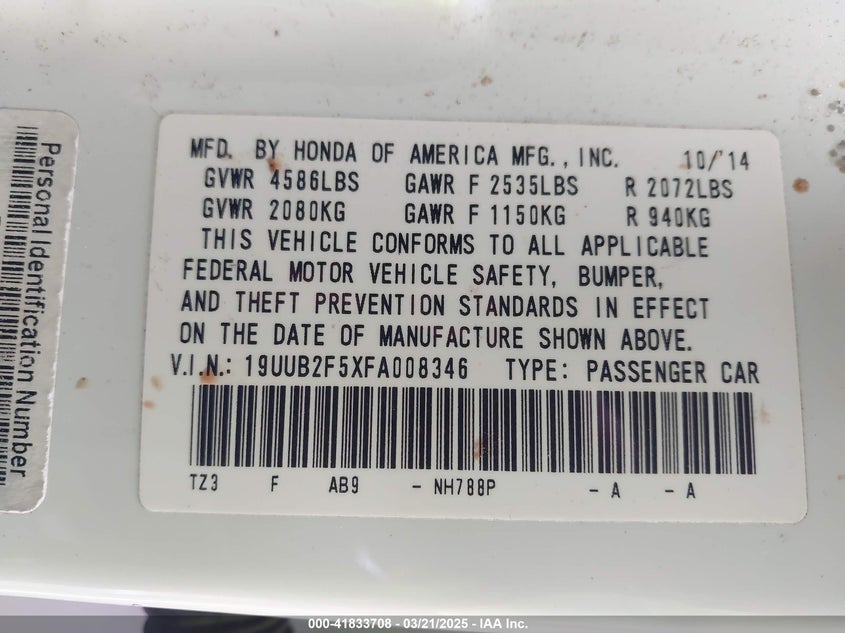 MFD. BY HONDA OF AMERICA MFG., INC. 10/'14
GVWR 4586LBS GAWR F 2535LBS R 2072LBS
GVWR 2080KG GAWR F 1150KG R 940KG
THIS VEHICLE CONFORMS TO ALL APPLICABLE
FEDERAL MOTOR VEHICLE SAFETY, BUMPER,
AND THEFT PREVENTION STANDARDS IN EFFECT
ON THE DATE OF MANUFACTURE SHOWN ABOVE.
V.I.N.: 19UUB2F5XFA008346 TYPE: PASSENGER CAR
TZ3 F AB9 - NH788P - A - A
Personal Identification Number
000-41833708 - 03/21/2025 - IAA Inc.